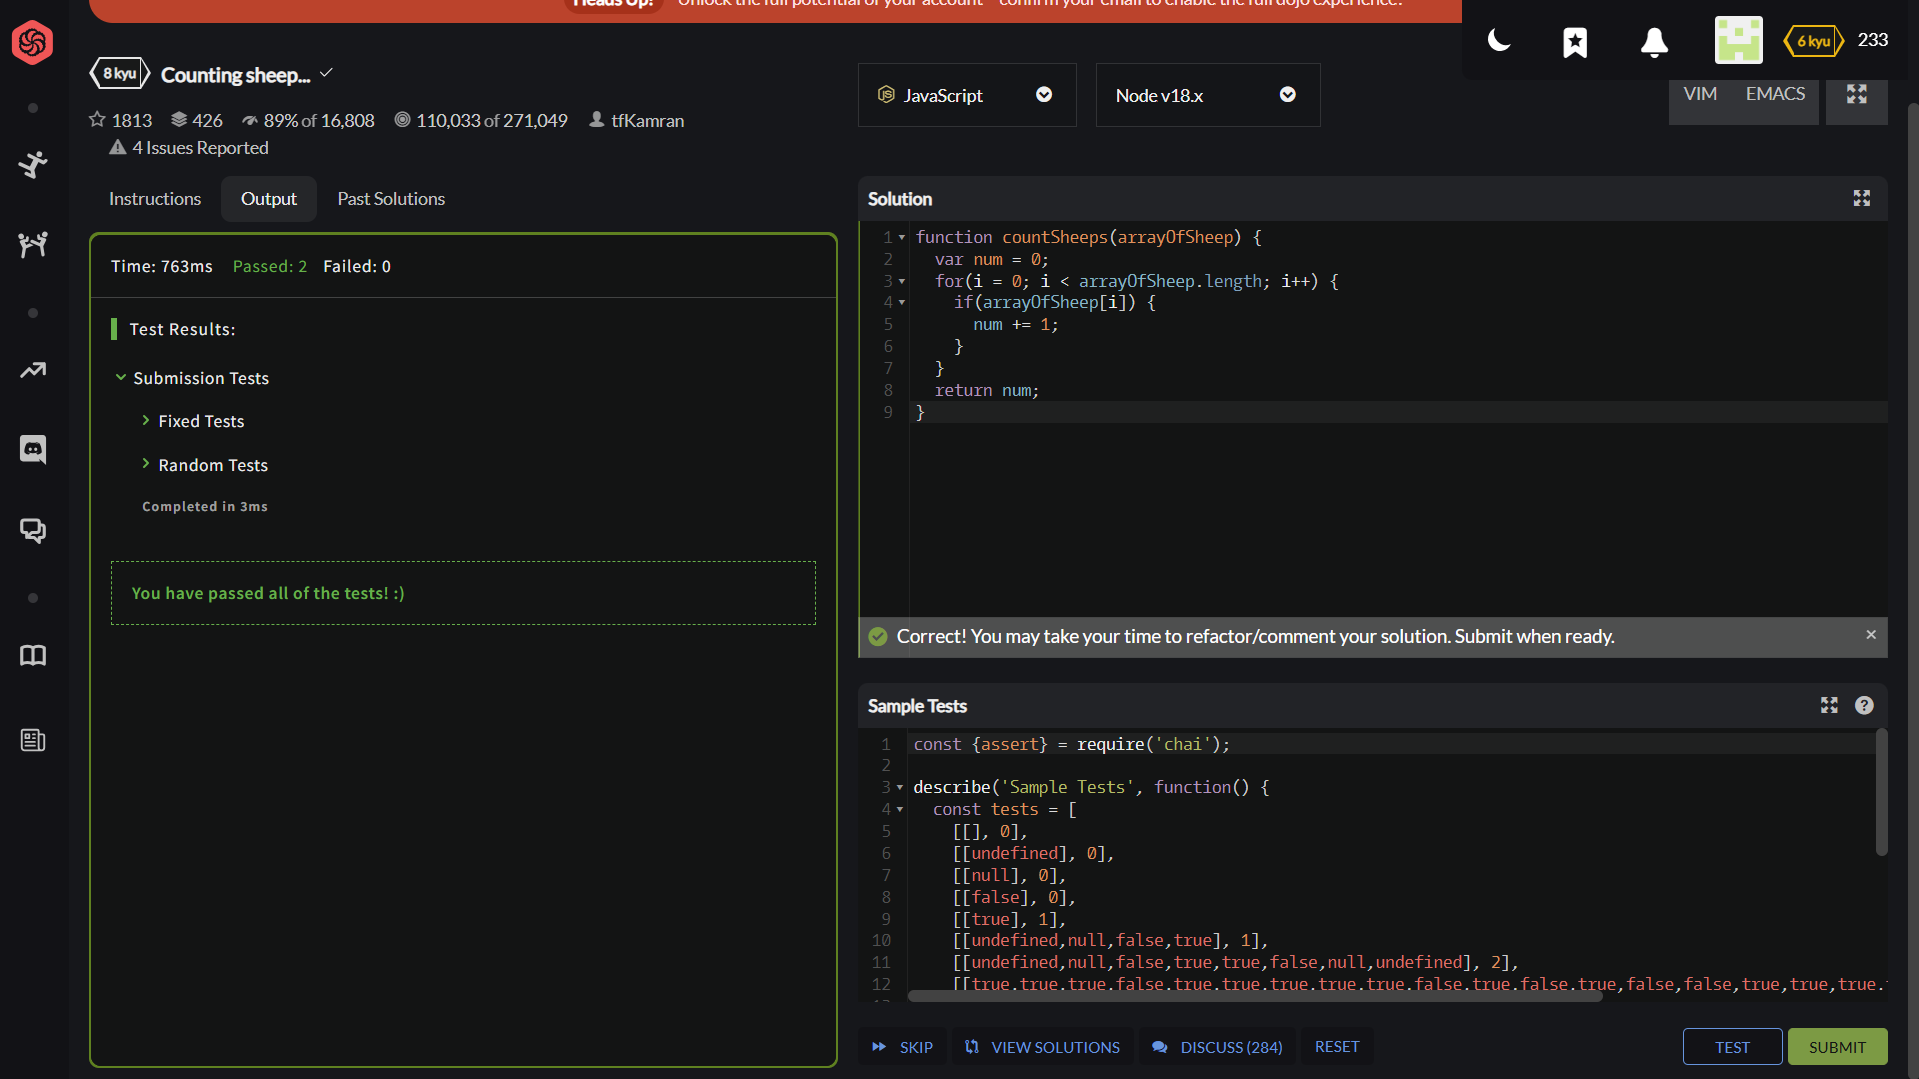 Heads Up! Unlock the full potential of your account - confirm your email to enable the full dojo experience!
6 kyu 233
8 kyu Counting sheep...
1813 426 89% of 16,808 110,033 of 271,049 tfKamran
4 Issues Reported
JavaScript
Node v18.x
VIM EMACS
Instructions Output Past Solutions
Time: 763ms Passed: 2 Failed: 0
Test Results:
Submission Tests
Fixed Tests
Random Tests
Completed in 3ms
You have passed all of the tests! :)
Solution
1 function countSheeps(arrayOfSheep) {
2 var num = 0;
3 for(i = 0; i < arrayOfSheep.length; i++) {
4 if(arrayOfSheep[i]) {
5 num += 1;
6 }
7 }
8 return num;
9 }
Correct! You may take your time to refactor/comment your solution. Submit when ready.
Sample Tests
1 const {assert} = require('chai');
2
3 describe('Sample Tests', function() {
4 const tests = [
5 [[], 0],
6 [[undefined], 0],
7 [[null], 0],
8 [[false], 0],
9 [[true], 1],
10 [[undefined,null,false,true], 1],
11 [[undefined,null,false,true,true,false,null,undefined], 2],
12 [[true,true,true,false,true,true,true,true,true,false,true,false,true,false,false,true,true,true,
SKIP VIEW SOLUTIONS DISCUSS (284) RESET
TEST SUBMIT